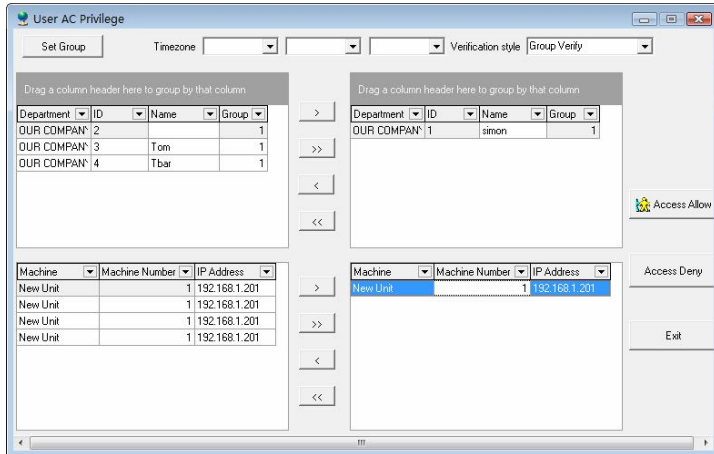 User AC Privilege
Set Group Timezone Verification style Group Verify
Drag a column header here to group by that column
Department ID Name Group
OUR COMPANY 2 1
OUR COMPANY 3 Tom 1
OUR COMPANY 4 Tbar 1
>
>>
<
<<
Drag a column header here to group by that column
Department ID Name Group
OUR COMPANY 1 simon 1
Machine Machine Number IP Address
New Unit 1 192.168.1.201
New Unit 1 192.168.1.201
New Unit 1 192.168.1.201
New Unit 1 192.168.1.201
>
>>
<
<<
Machine Machine Number IP Address
New Unit 1 192.168.1.201
Access Allow
Access Deny
Exit